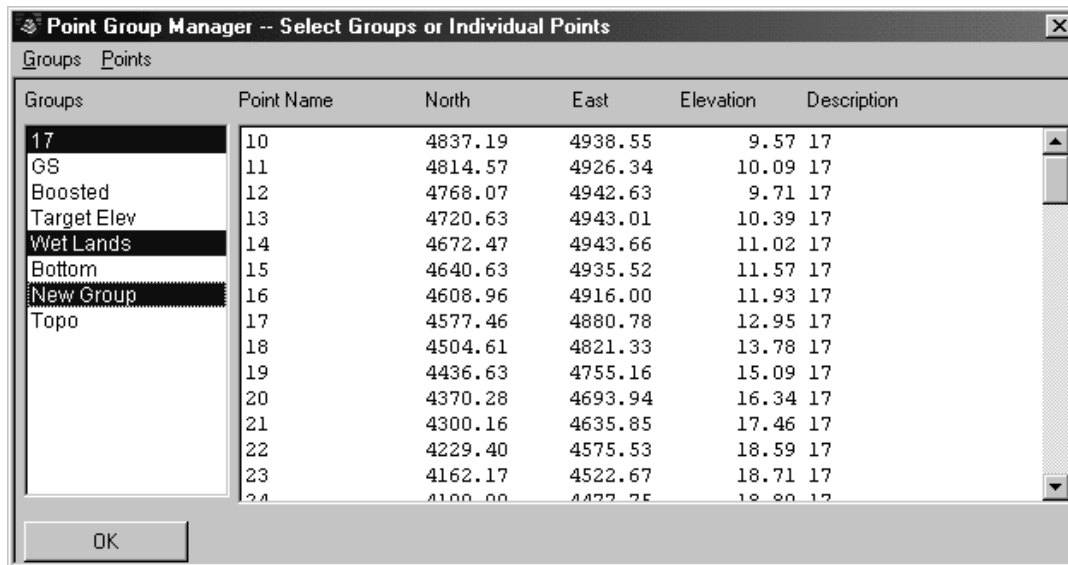 Point Group Manager -- Select Groups or Individual Points
Groups Points
Groups Point Name North East Elevation Description
17
GS
Boosted
Target Elev
Wet Lands
Bottom
New Group
Topo
10 4837.19 4938.55 9.57 17
11 4814.57 4926.34 10.09 17
12 4768.07 4942.63 9.71 17
13 4720.63 4943.01 10.39 17
14 4672.47 4943.66 11.02 17
15 4640.63 4935.52 11.57 17
16 4608.96 4916.00 11.93 17
17 4577.46 4880.78 12.95 17
18 4504.61 4821.33 13.78 17
19 4436.63 4755.16 15.09 17
20 4370.28 4693.94 16.34 17
21 4300.16 4635.85 17.46 17
22 4229.40 4575.53 18.59 17
23 4162.17 4522.67 18.71 17
OK